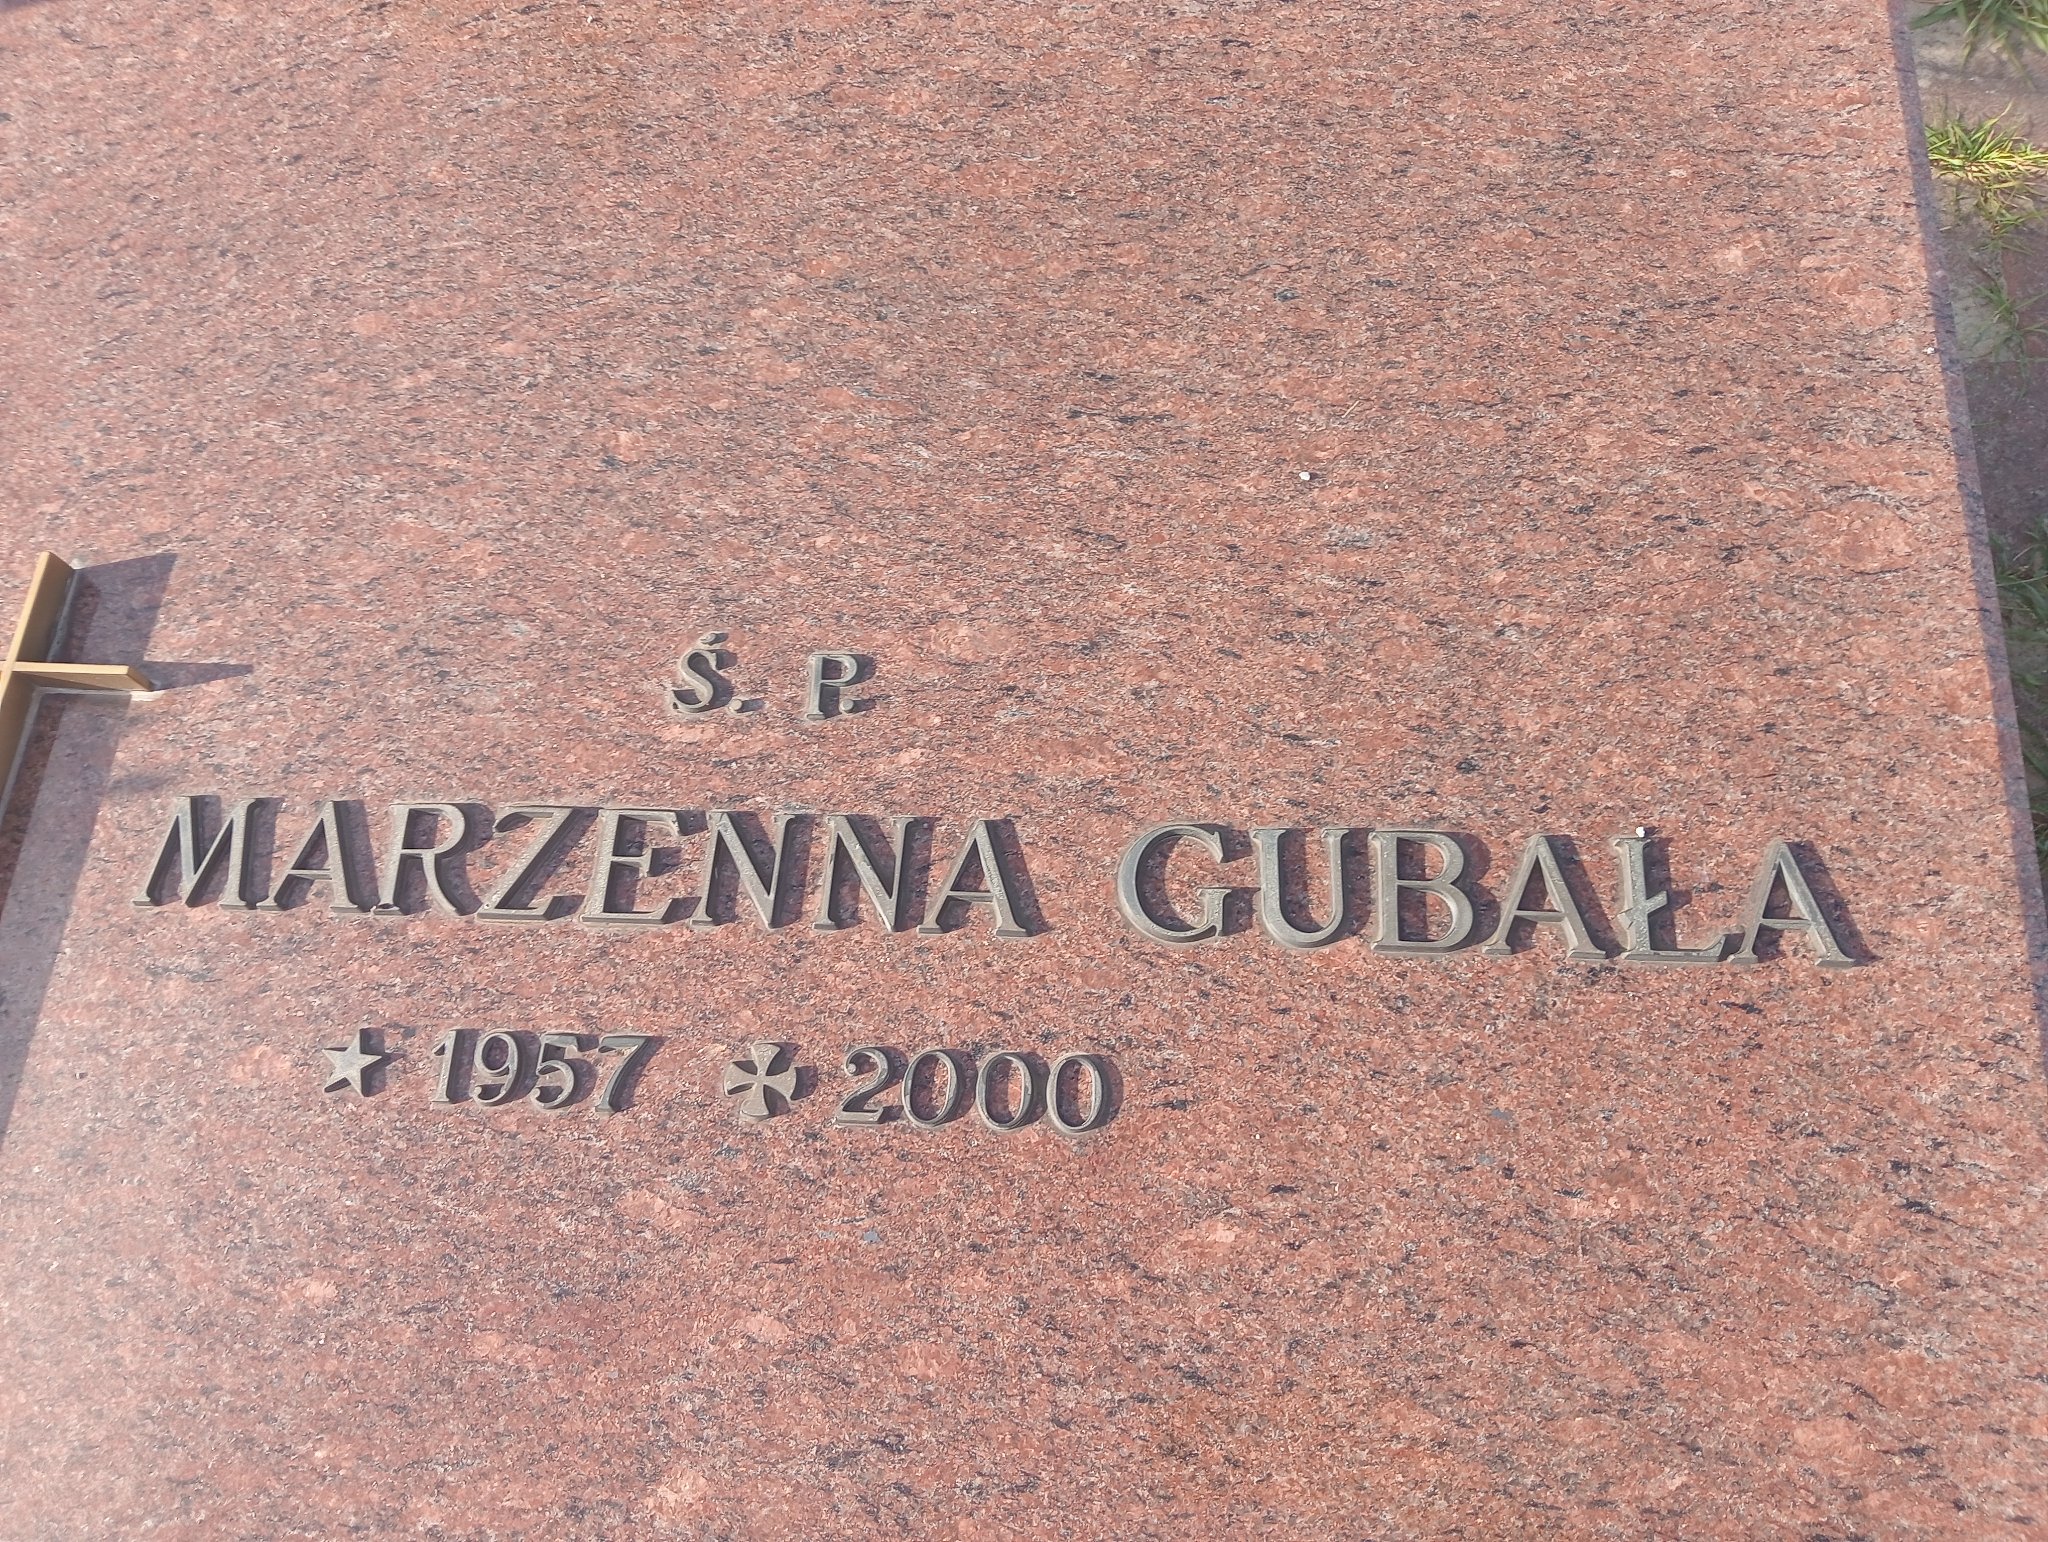 Ś. P.
MARZENNA GUBAŁA
★ 1957 ✠ 2000